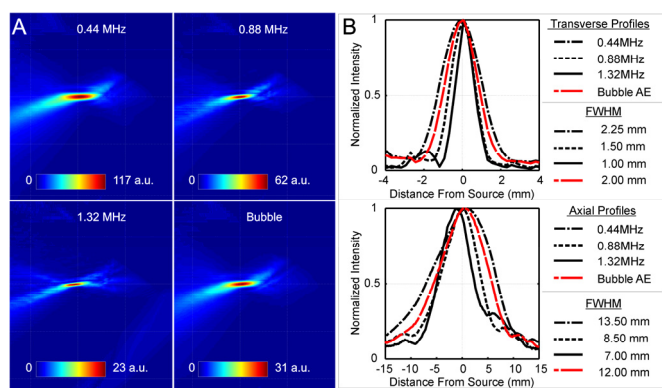 A
0.44 MHz
0.88 MHz
0 117 a.u.
0 62 a.u.
1.32 MHz
Bubble
0 23 a.u.
0 31 a.u.
B
1
0.5
0
Normalized Intensity
-4 -2 0 2 4
Distance From Source (mm)
Transverse Profiles
0.44MHz
0.88MHz
1.32MHz
Bubble AE
FWHM
2.25 mm
1.50 mm
1.00 mm
2.00 mm
1
0.5
0
Normalized Intensity
-15 -10 -5 0 5 10 15
Distance From Source (mm)
Axial Profiles
0.44MHz
0.88MHz
1.32MHz
Bubble AE
FWHM
13.50 mm
8.50 mm
7.00 mm
12.00 mm